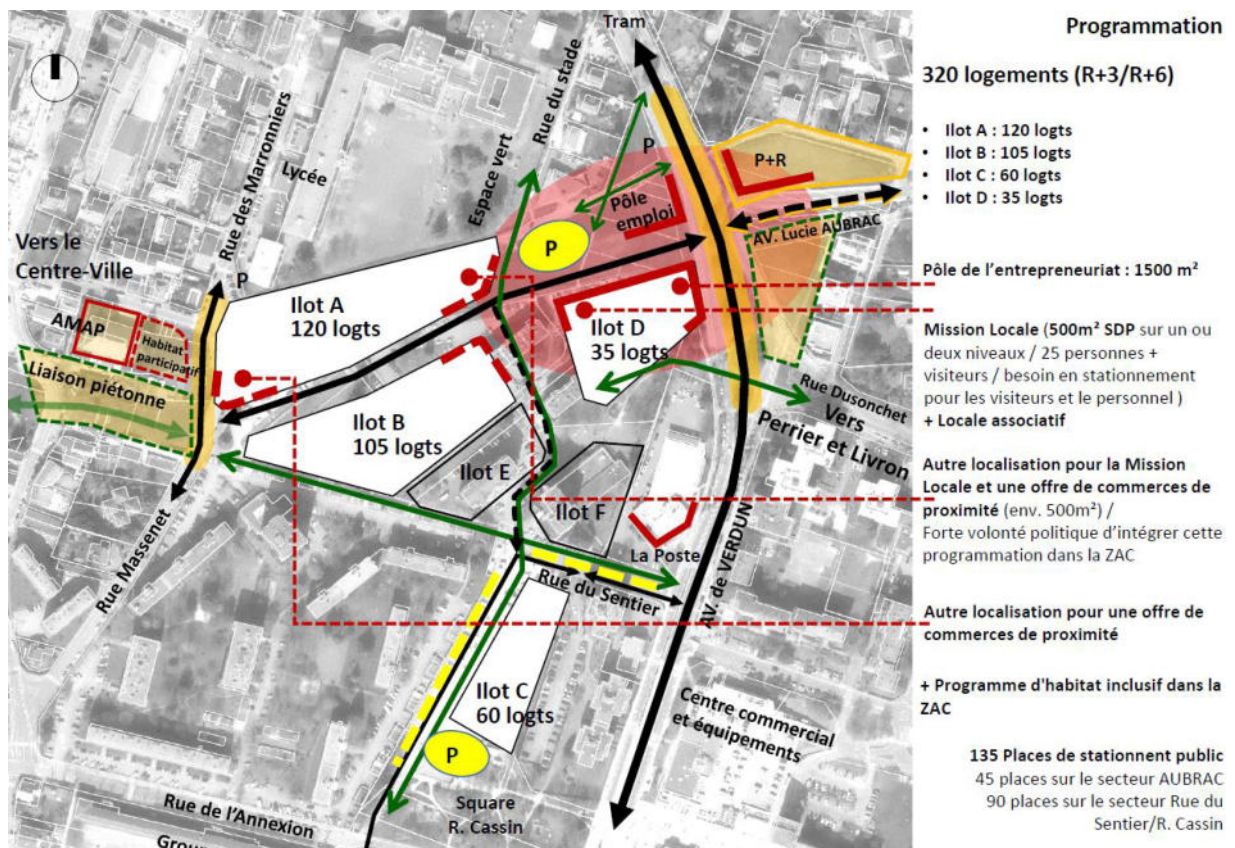 Tram
Rue du stade
Espace vert
Rue des Marronniers
Lycée
P
P+R
Pôle
emploi
P
AV. Lucie AUBRAC
Vers le
Centre-Ville
P
Ilot A
120 logts
Ilot D
35 logts
AMAP
Habitat
participatif
Liaison piétonne
Ilot B
105 logts
Rue Dusonchet
Vers
Perrier et Livron
Ilot E
Ilot F
La Poste
Rue Massenet
Rue du Sentier
AV. de VERDUN
Ilot C
60 logts
Centre commercial
et équipements
P
Square
R. Cassin
Rue de l'Annexion
Grou
Programmation
320 logements (R+3/R+6)
• Ilot A : 120 logts
• Ilot B : 105 logts
• Ilot C : 60 logts
• Ilot D : 35 logts
Pôle de l'entrepreneuriat : 1500 m²
Mission Locale (500m² SDP sur un ou
deux niveaux / 25 personnes +
visiteurs / besoin en stationnement
pour les visiteurs et le personnel )
+ Locale associatif
Autre localisation pour la Mission
Locale et une offre de commerces de
proximité (env. 500m²) /
Forte volonté politique d'intégrer cette
programmation dans la ZAC
Autre localisation pour une offre de
commerces de proximité
+ Programme d'habitat inclusif dans la
ZAC
135 Places de stationnent public
45 places sur le secteur AUBRAC
90 places sur le secteur Rue du
Sentier/R. Cassin